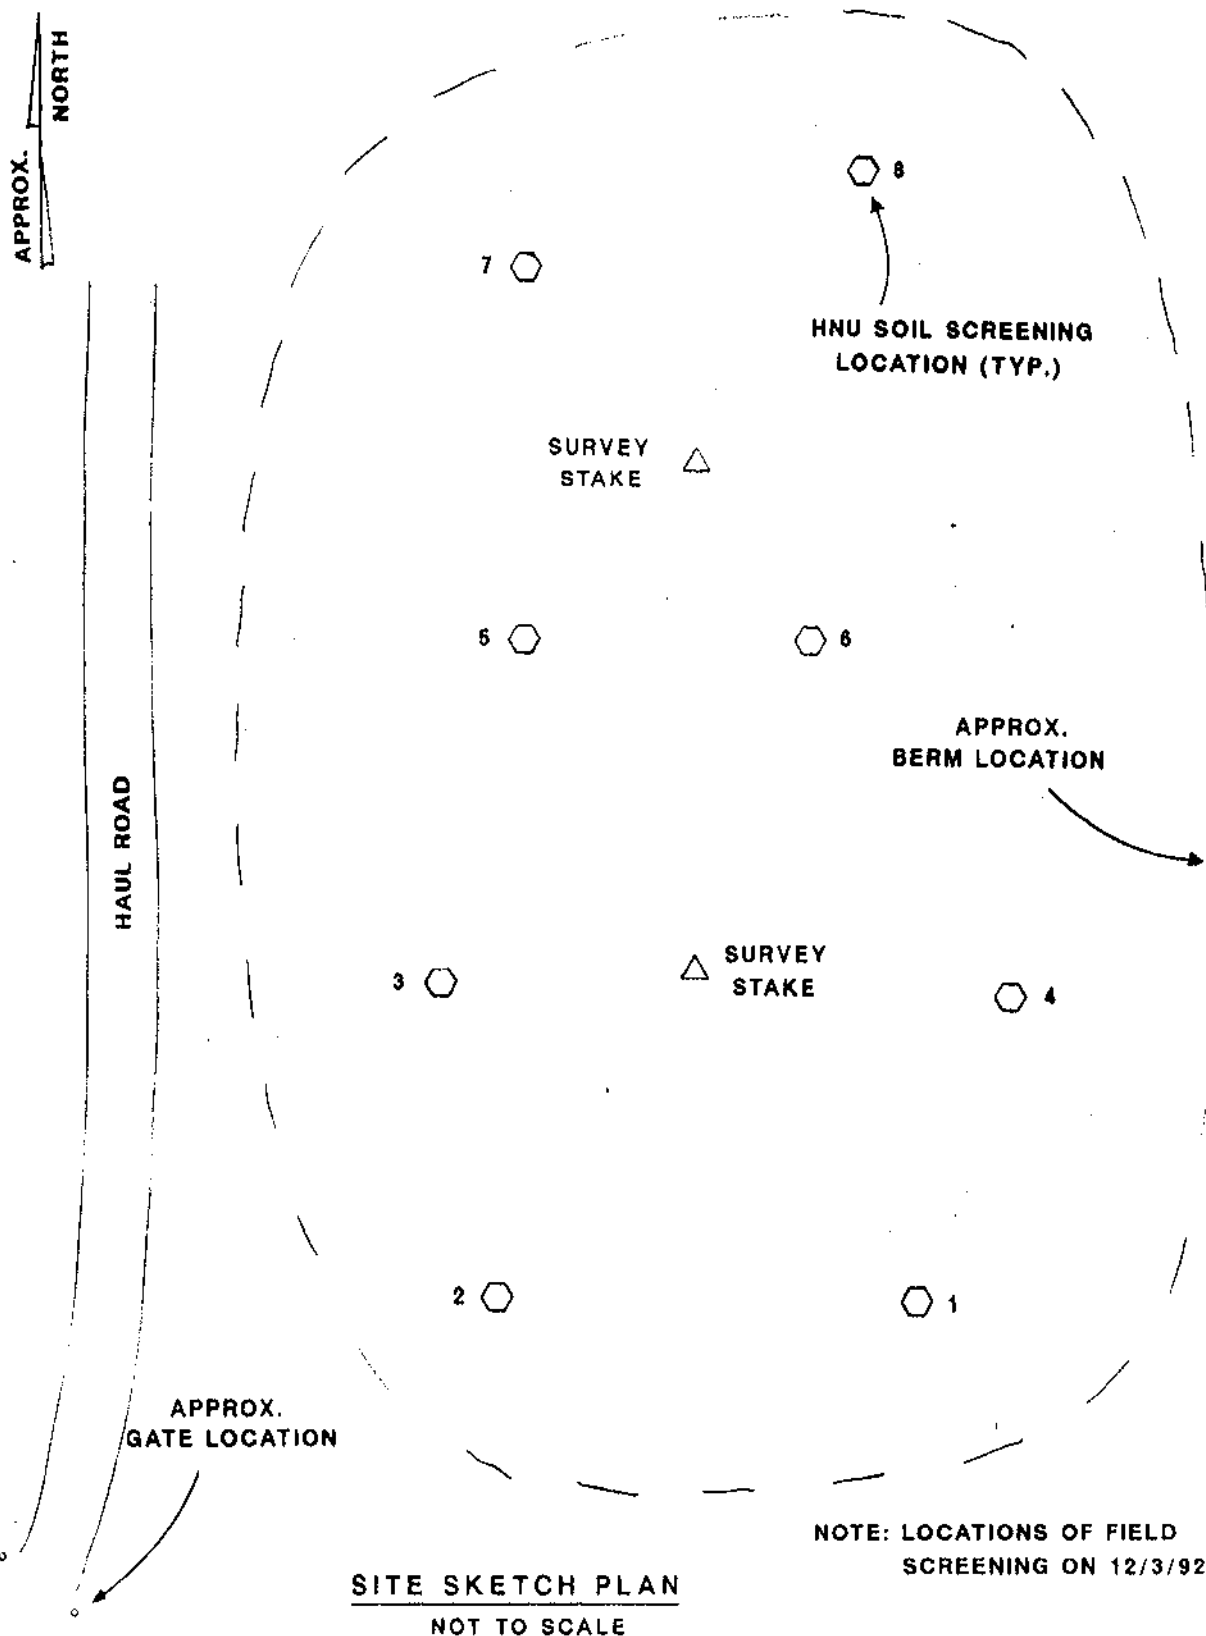 APPROX.
NORTH
8
7
HNU SOIL SCREENING
LOCATION (TYP.)
SURVEY
STAKE
5
6
APPROX.
BERM LOCATION
HAUL ROAD
SURVEY
STAKE
3
4
2
1
APPROX.
GATE LOCATION
NOTE: LOCATIONS OF FIELD
SCREENING ON 12/3/92
SITE SKETCH PLAN
NOT TO SCALE